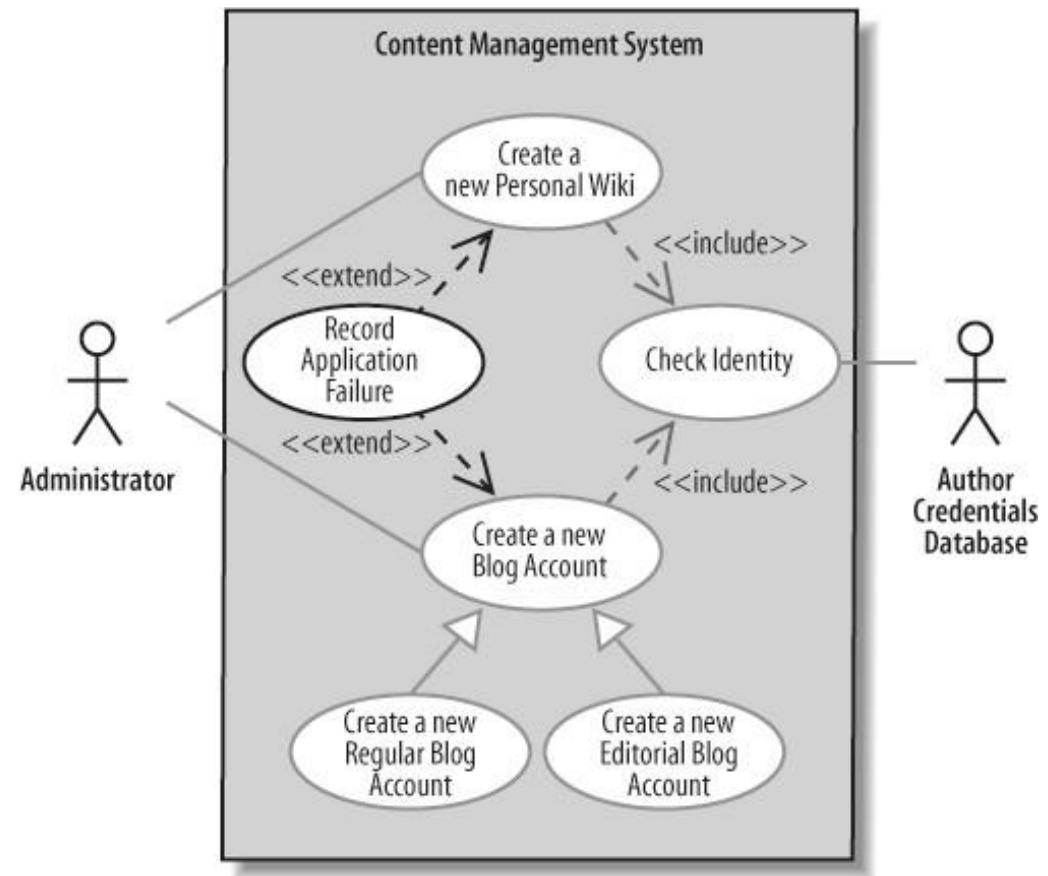 Content Management System
Create a
new Personal Wiki
<<include>>
<<extend>>
Record
Application
Failure
Check Identity
<<extend>>
Administrator
<<include>>
Author
Credentials
Database
Create a new
Blog Account
Create a new
Regular Blog
Account
Create a new
Editorial Blog
Account